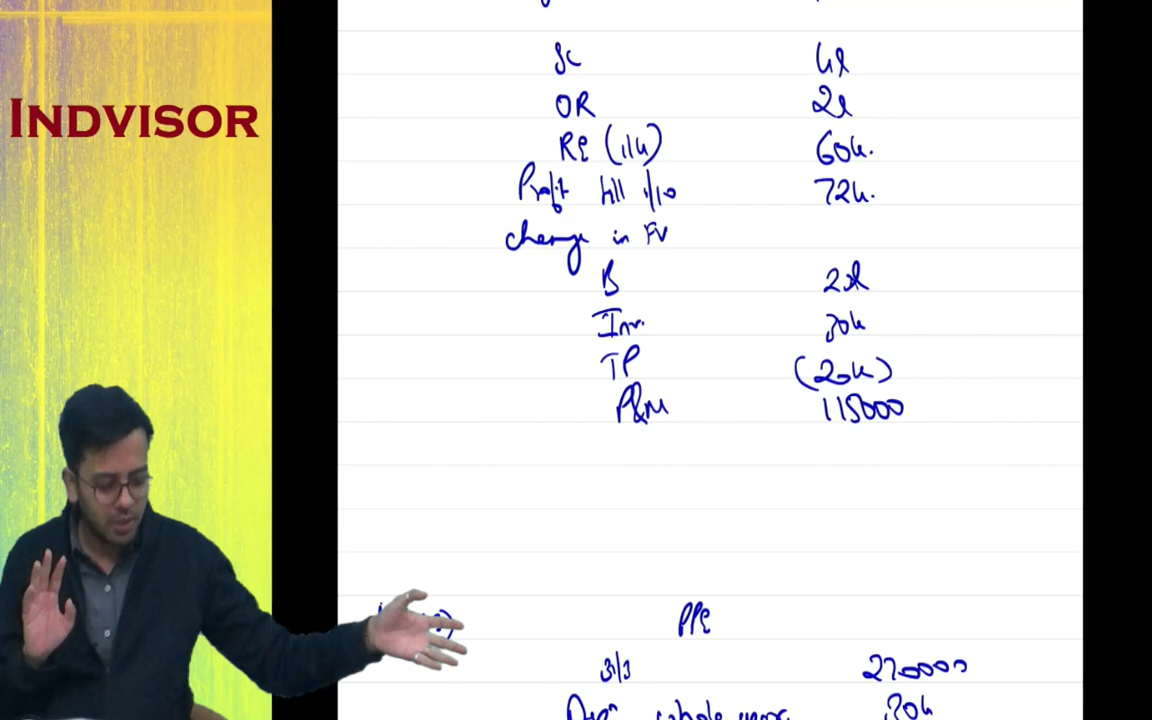 INDVISOR
SC 4l
OR 2l
RE (1/4) 60k.
Profit till 1/10 72k.
change in FV
B 2l
Inv. 30k
TP (20k)
P&M 115000
PPE
31/3 270000
30k